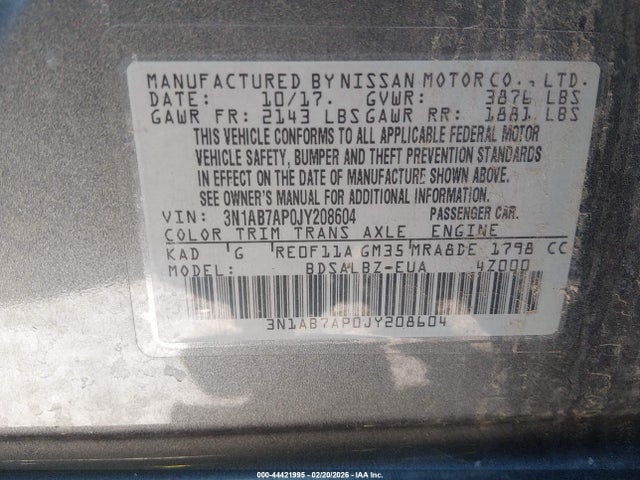 MANUFACTURED BY NISSAN MOTOR CO., LTD.
DATE: 10/17. GVWR: 3876 LBS
GAWR FR: 2143 LBS GAWR RR: 1881 LBS
THIS VEHICLE CONFORMS TO ALL APPLICABLE FEDERAL MOTOR
VEHICLE SAFETY, BUMPER AND THEFT PREVENTION STANDARDS
IN EFFECT ON THE DATE OF MANUFACTURE SHOWN ABOVE.
SEE OWNER'S MANUAL FOR ADDITIONAL INFORMATION.
VIN: 3N1AB7AP0JY208604 PASSENGER CAR.
COLOR TRIM TRANS AXLE ENGINE
KAD G RE0F11A GM35 MRA8DE 1798 CC
MODEL: BDSALBZ-EUA 4Z000
3N1AB7AP0JY208604
000-44421995 - 02/20/2026 - IAA Corp.